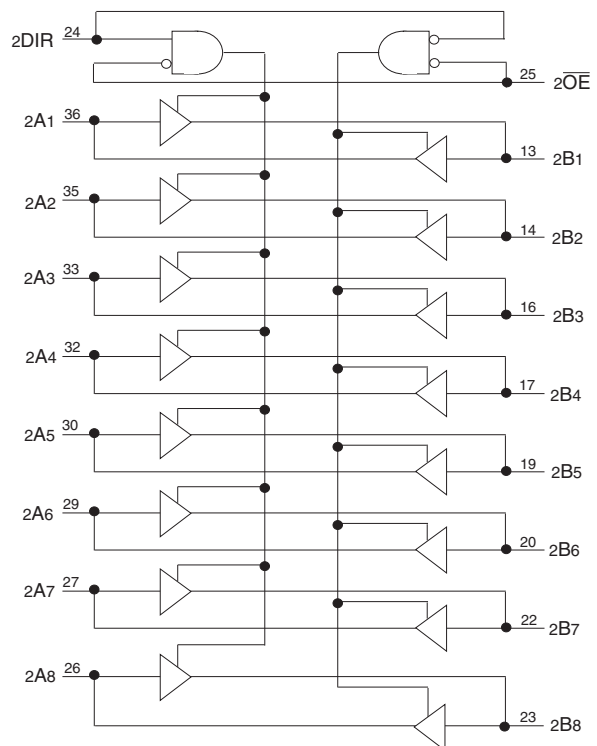 2DIR 24
25 2O̅E̅
2A1 36
13 2B1
2A2 35
14 2B2
2A3 33
16 2B3
2A4 32
17 2B4
2A5 30
19 2B5
2A6 29
20 2B6
2A7 27
22 2B7
2A8 26
23 2B8